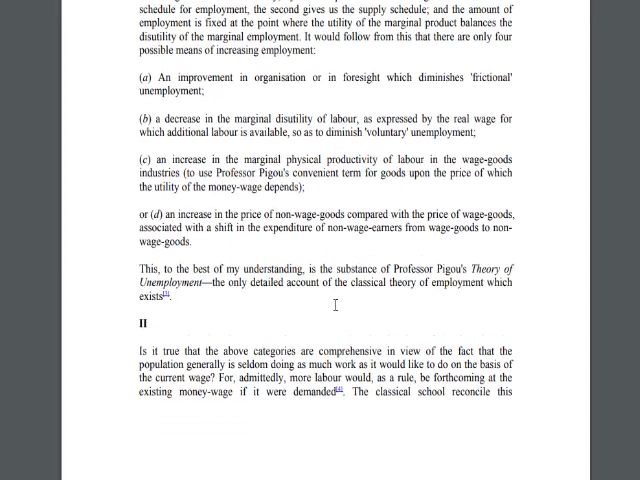 schedule for employment, the second gives us the supply schedule; and the amount of
employment is fixed at the point where the utility of the marginal product balances the
disutility of the marginal employment. It would follow from this that there are only four
possible means of increasing employment:
(a) An improvement in organisation or in foresight which diminishes 'frictional'
unemployment;
(b) a decrease in the marginal disutility of labour, as expressed by the real wage for
which additional labour is available, so as to diminish 'voluntary' unemployment;
(c) an increase in the marginal physical productivity of labour in the wage-goods
industries (to use Professor Pigou's convenient term for goods upon the price of which
the utility of the money-wage depends);
or (d) an increase in the price of non-wage-goods compared with the price of wage-goods,
associated with a shift in the expenditure of non-wage-earners from wage-goods to non-
wage-goods.
This, to the best of my understanding, is the substance of Professor Pigou's Theory of
Unemployment—the only detailed account of the classical theory of employment which
exists[3].
II
Is it true that the above categories are comprehensive in view of the fact that the
population generally is seldom doing as much work as it would like to do on the basis of
the current wage? For, admittedly, more labour would, as a rule, be forthcoming at the
existing money-wage if it were demanded[4]. The classical school reconcile this